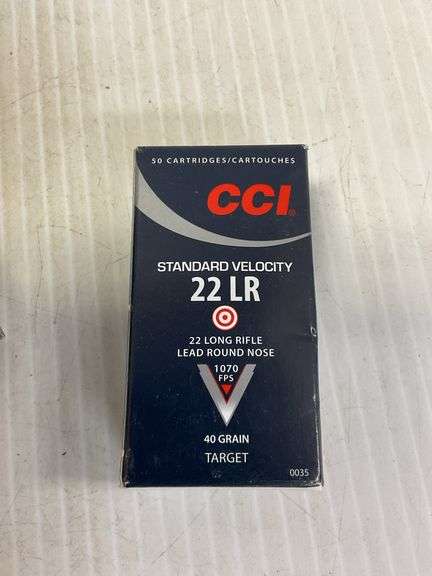 50 CARTRIDGES/CARTOUCHES
CCI®
STANDARD VELOCITY
22 LR
22 LONG RIFLE
LEAD ROUND NOSE
1070
FPS
40 GRAIN
TARGET
0035